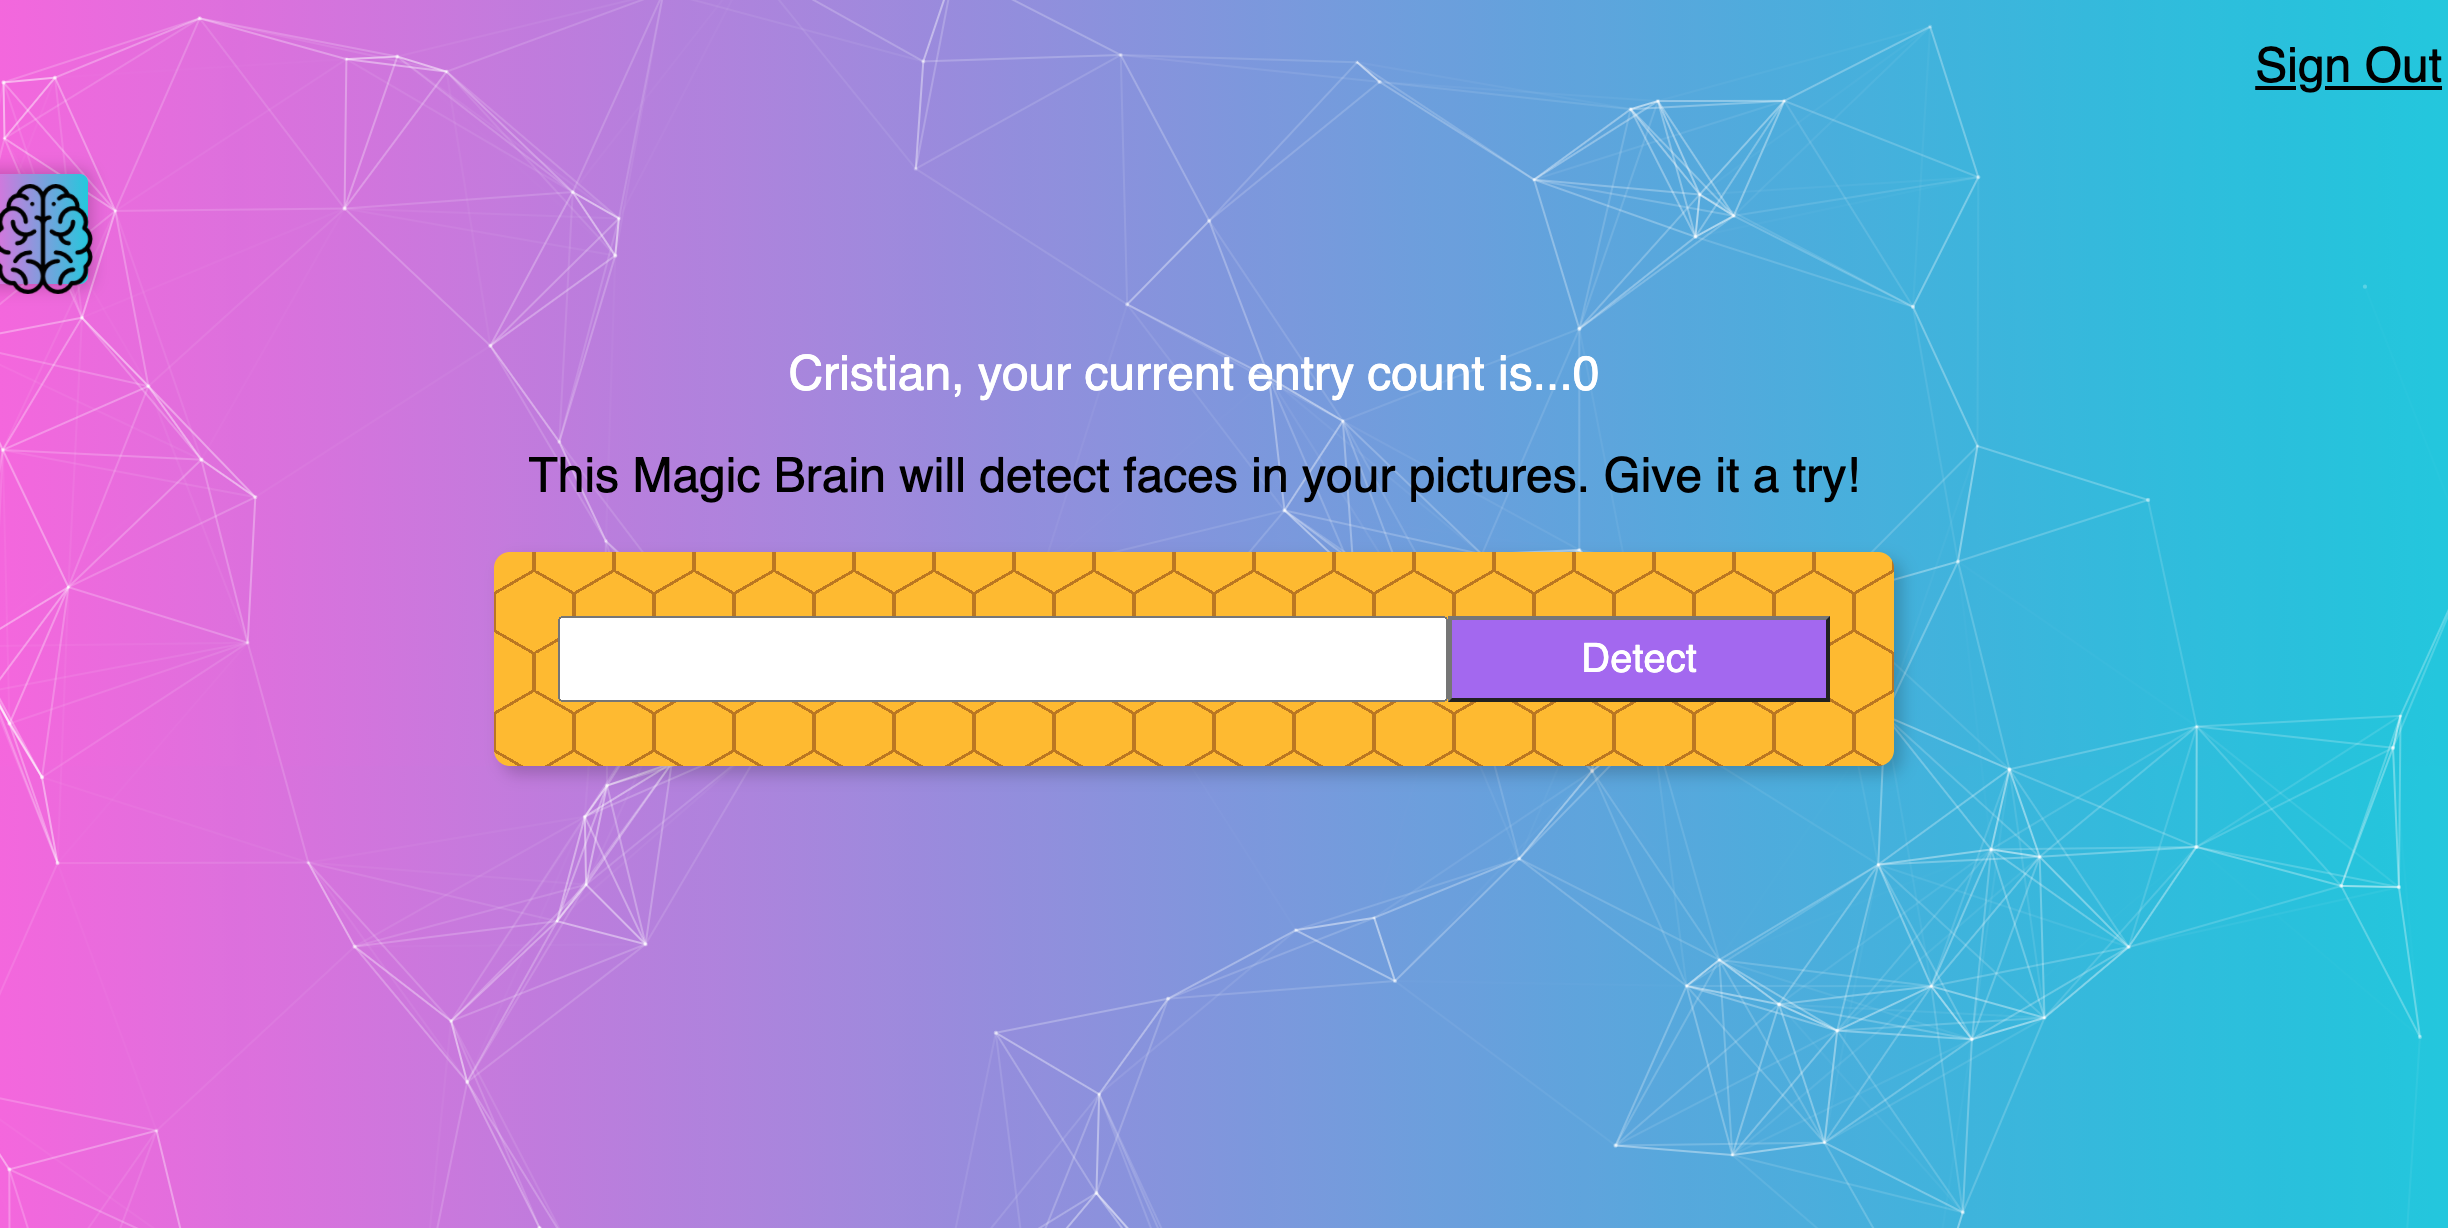 Sign Out
Cristian, your current entry count is...0
This Magic Brain will detect faces in your pictures. Give it a try!
Detect